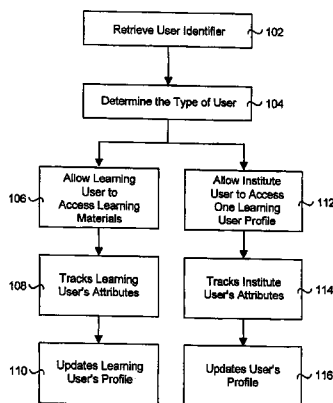 Retrieve User Identifier
102
Determine the Type of User
104
106
Allow Learning
User to
Access Learning
Materials
Allow Institute
User to Access
One Learning
User Profile
112
108
Tracks Learning
User's Attributes
Tracks Institute
User's Attributes
114
110
Updates Learning
User's Profile
Updates User's
Profile
116